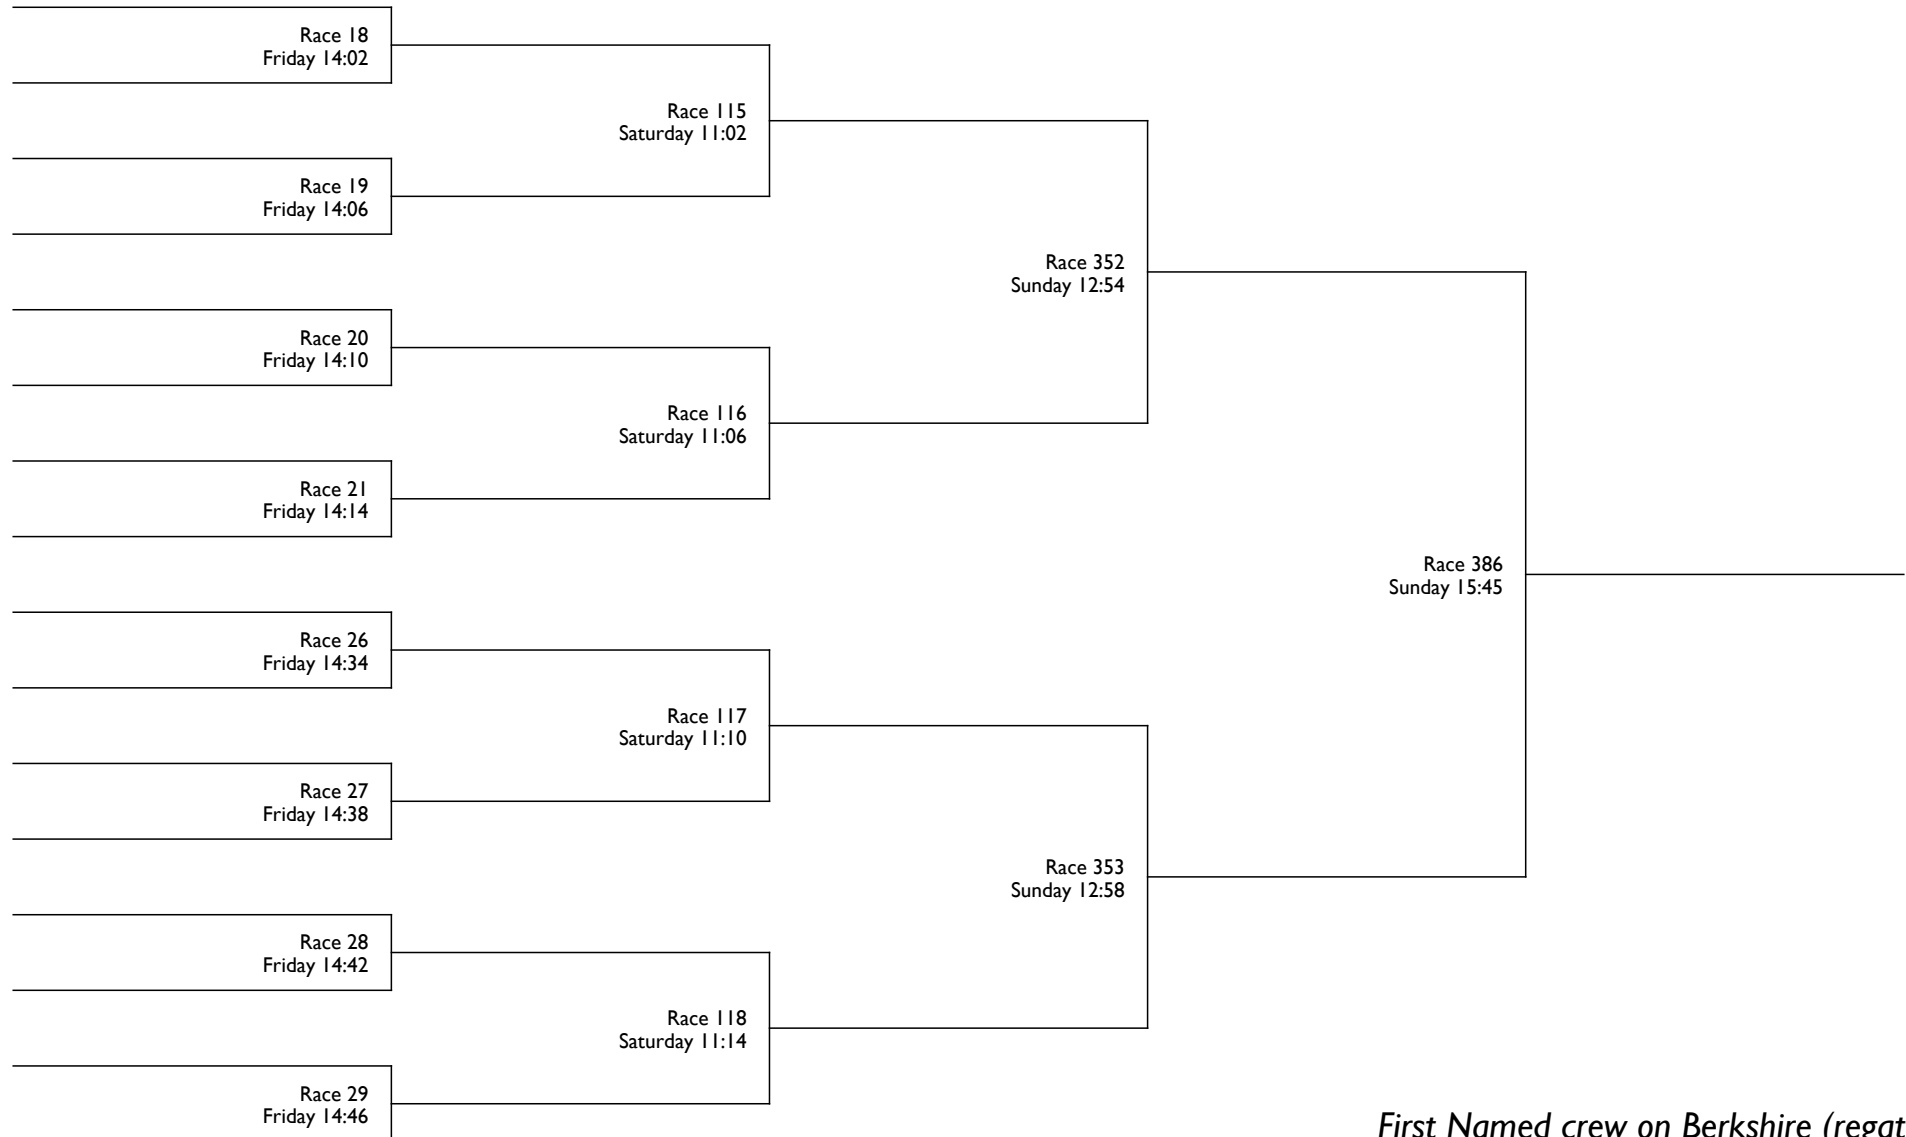 Race 18
Friday 14:02
Race 115
Saturday 11:02
Race 19
Friday 14:06
Race 352
Sunday 12:54
Race 20
Friday 14:10
Race 116
Saturday 11:06
Race 21
Friday 14:14
Race 386
Sunday 15:45
Race 26
Friday 14:34
Race 117
Saturday 11:10
Race 27
Friday 14:38
Race 353
Sunday 12:58
Race 28
Friday 14:42
Race 118
Saturday 11:14
Race 29
Friday 14:46
First Named crew on Berkshire (regat